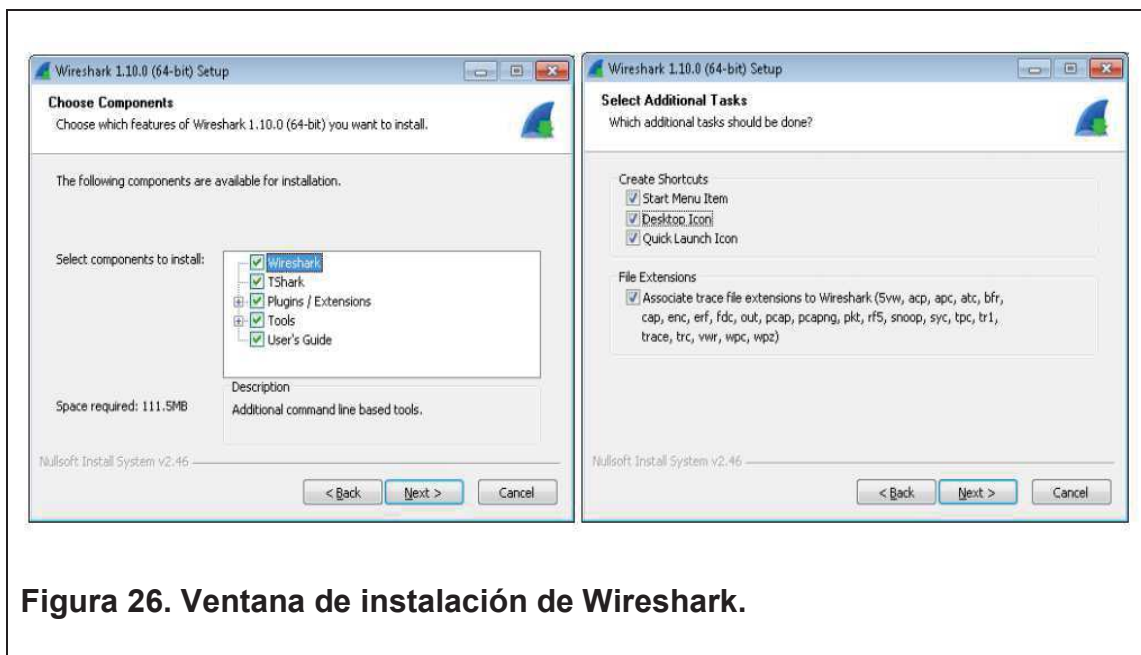 Wireshark 1.10.0 (64-bit) Setup
Choose Components
Choose which features of Wireshark 1.10.0 (64-bit) you want to install.
The following components are available for installation.
Select components to install:
Wireshark
TShark
Plugins / Extensions
Tools
User's Guide
Space required: 111.5MB
Description
Additional command line based tools.
Nullsoft Install System v2.46
< Back
Next >
Cancel
Wireshark 1.10.0 (64-bit) Setup
Select Additional Tasks
Which additional tasks should be done?
Create Shortcuts
Start Menu Item
Desktop Icon
Quick Launch Icon
File Extensions
Associate trace file extensions to Wireshark (5vw, acp, apc, atc, bfr,
cap, enc, erf, fdc, out, pcap, pcapng, pkt, rf5, snoop, syc, tpc, tr1,
trace, trc, vwr, wpc, wpz)
Nullsoft Install System v2.46
< Back
Next >
Cancel
Figura 26. Ventana de instalación de Wireshark.